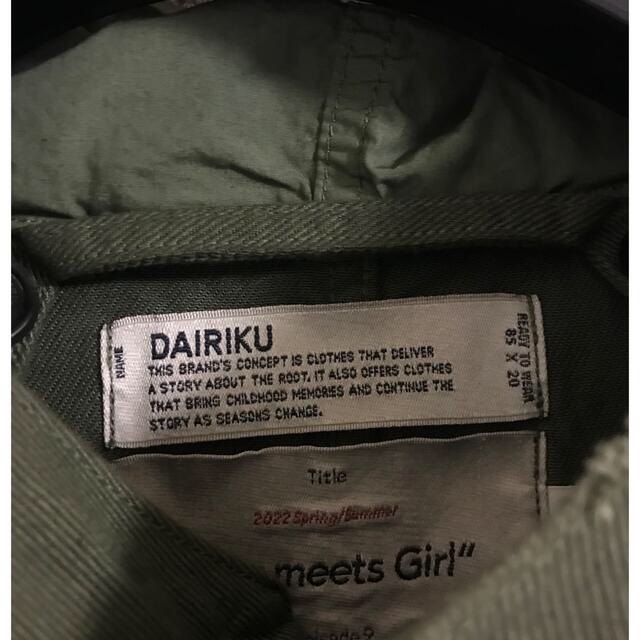 NAME
DAIRIKU
THIS BRAND'S CONCEPT IS CLOTHES THAT DELIVER
A STORY ABOUT THE ROOT. IT ALSO OFFERS CLOTHES
THAT BRING CHILDHOOD MEMORIES AND CONTINUE THE
STORY AS SEASONS CHANGE.
READY TO WEAR
85 X 20
Title
2022 Spring/Summer
meets Girl"